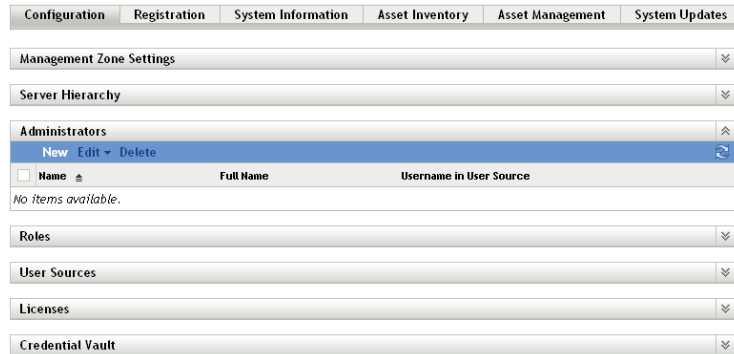 Configuration Registration System Information Asset Inventory Asset Management System Updates
Management Zone Settings
Server Hierarchy
Administrators
New Edit Delete
Name Full Name Username in User Source
No items available.
Roles
User Sources
Licenses
Credential Vault